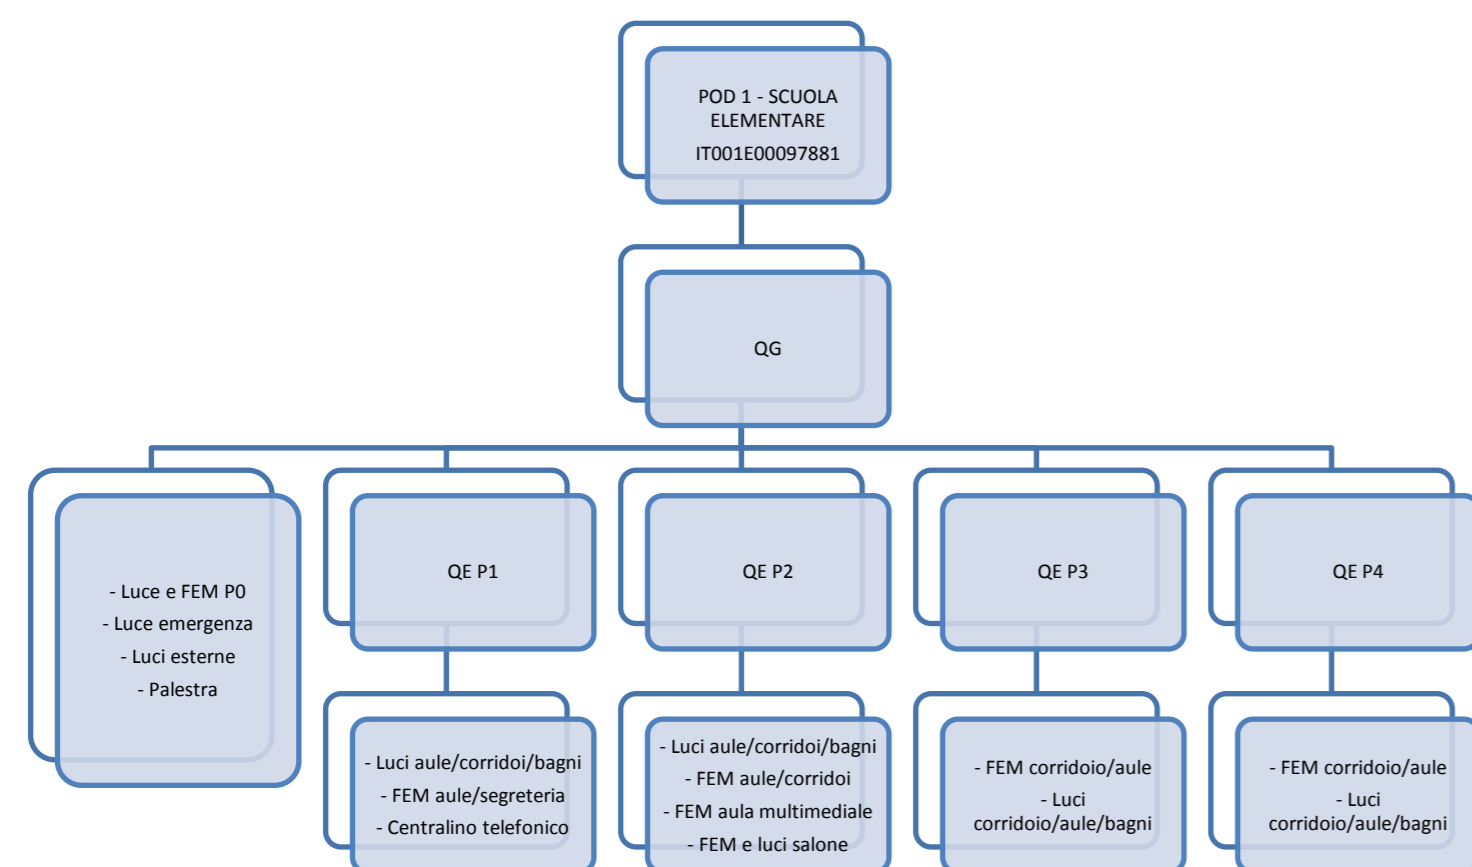 POD 1 - SCUOLA
ELEMENTARE
IT001E00097881
QG
- Luce e FEM P0
- Luce emergenza
- Luci esterne
- Palestra
QE P1
QE P2
QE P3
QE P4
- Luci aule/corridoi/bagni
- FEM aule/segreteria
- Centralino telefonico
- Luci aule/corridoi/bagni
- FEM aule/corridoi
- FEM aula multimediale
- FEM e luci salone
- FEM corridoio/aule
- Luci
corridoio/aule/bagni
- FEM corridoio/aule
- Luci
corridoio/aule/bagni